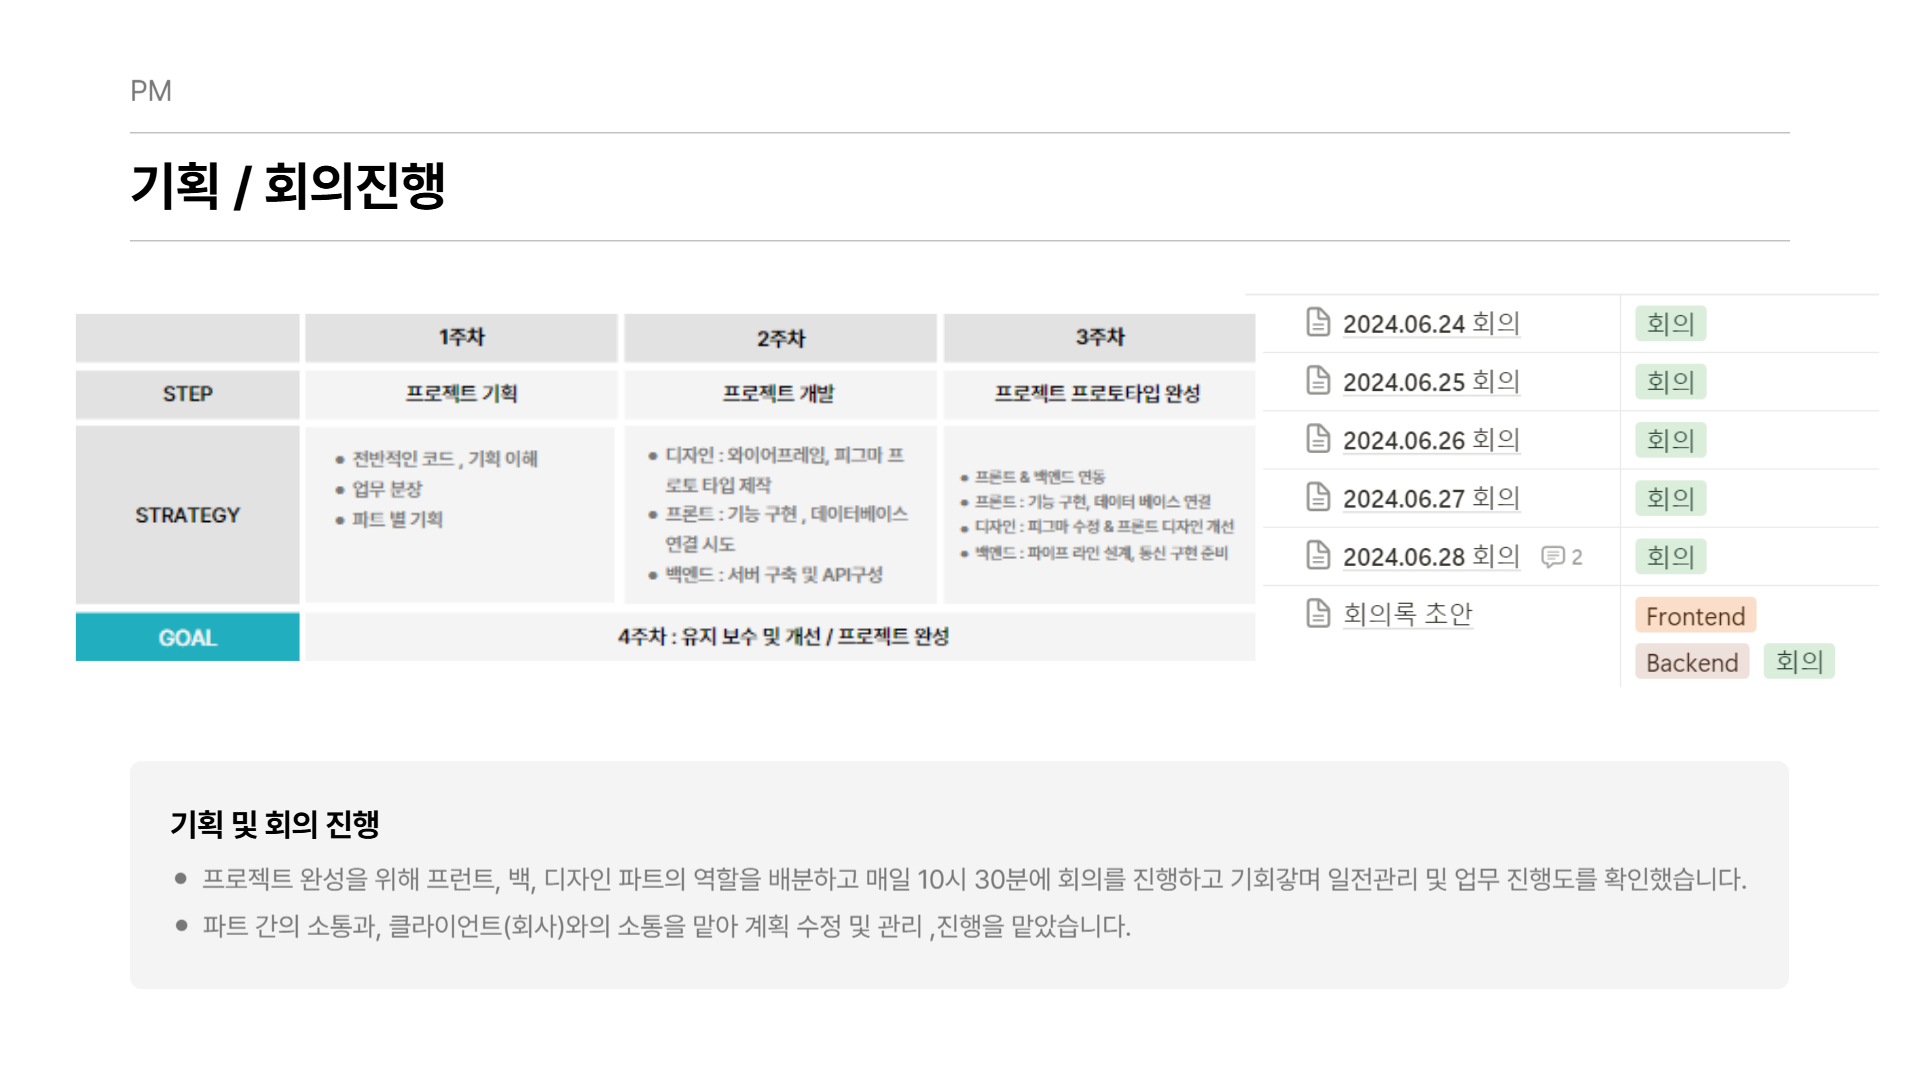 PM
기획 / 회의진행
1주차 2주차 3주차
STEP 프로젝트 기획 프로젝트 개발 프로젝트 프로토타입 완성
STRATEGY
● 전반적인 코드 , 기획 이해
● 업무 분장
● 파트 별 기획
● 디자인 : 와이어프레임, 피그마 프
로토 타입 제작
● 프론트 : 기능 구현 , 데이터베이스
연결 시도
● 백엔드 : 서버 구축 및 API구성
● 프론트 & 백엔드 연동
● 프론트 : 기능 구현, 데이터 베이스 연결
● 디자인 : 피그마 수정 & 프론트 디자인 개선
● 백엔드 : 파이프 라인 설계, 통신 구현 준비
GOAL 4주차 : 유지 보수 및 개선 / 프로젝트 완성
2024.06.24 회의 회의
2024.06.25 회의 회의
2024.06.26 회의 회의
2024.06.27 회의 회의
2024.06.28 회의 2 회의
회의록 초안 Frontend
Backend 회의
기획 및 회의 진행
● 프로젝트 완성을 위해 프런트, 백, 디자인 파트의 역할을 배분하고 매일 10시 30분에 회의를 진행하고 기회갛며 일전관리 및 업무 진행도를 확인했습니다.
● 파트 간의 소통과, 클라이언트(회사)와의 소통을 맡아 계획 수정 및 관리 ,진행을 맡았습니다.